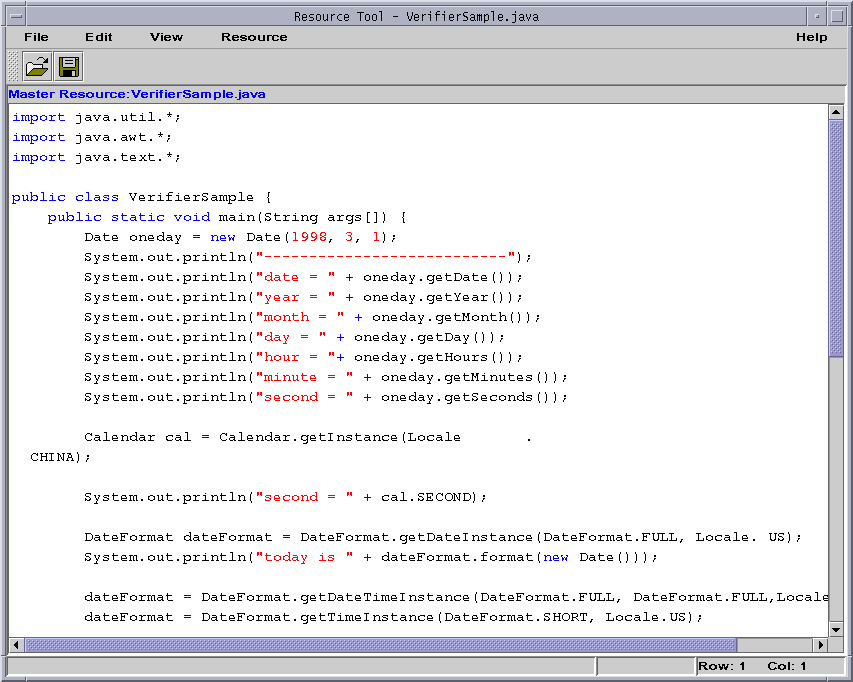 Resource Tool - VerifierSample.java
File Edit View Resource Help
Master Resource:VerifierSample.java
import java.util.*;
import java.awt.*;
import java.text.*;
public class VerifierSample {
    public static void main(String args[]) {
        Date oneday = new Date(1998, 3, 1);
        System.out.println("---------------------------");
        System.out.println("date = " + oneday.getDate());
        System.out.println("year = " + oneday.getYear());
        System.out.println("month = " + oneday.getMonth());
        System.out.println("day = " + oneday.getDay());
        System.out.println("hour = "+ oneday.getHours());
        System.out.println("minute = " + oneday.getMinutes());
        System.out.println("second = " + oneday.getSeconds());
        Calendar cal = Calendar.getInstance(Locale       .
  CHINA);
        System.out.println("second = " + cal.SECOND);
        DateFormat dateFormat = DateFormat.getDateInstance(DateFormat.FULL, Locale. US);
        System.out.println("today is " + dateFormat.format(new Date()));
        dateFormat = DateFormat.getDateTimeInstance(DateFormat.FULL, DateFormat.FULL,Locale
        dateFormat = DateFormat.getTimeInstance(DateFormat.SHORT, Locale.US);
Row: 1 Col: 1